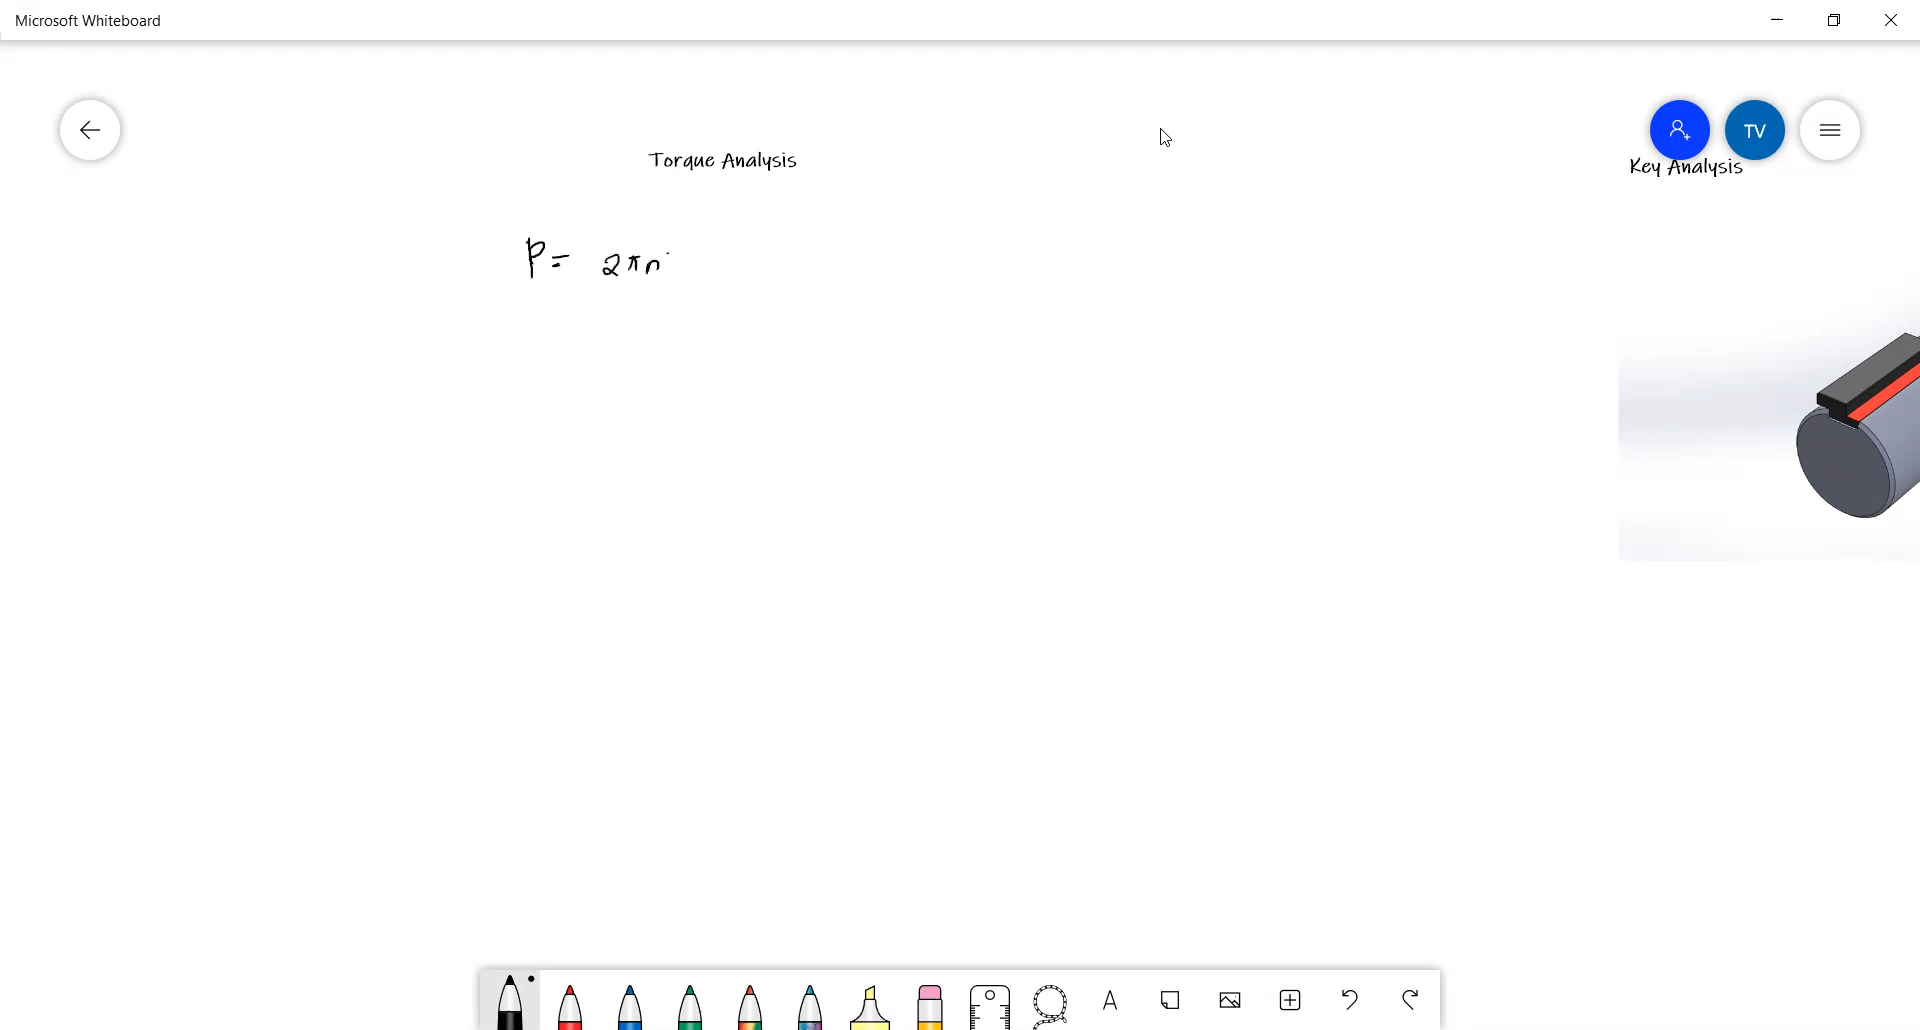 Microsoft Whiteboard
TV
Torque Analysis
Key Analysis
P = 2πn